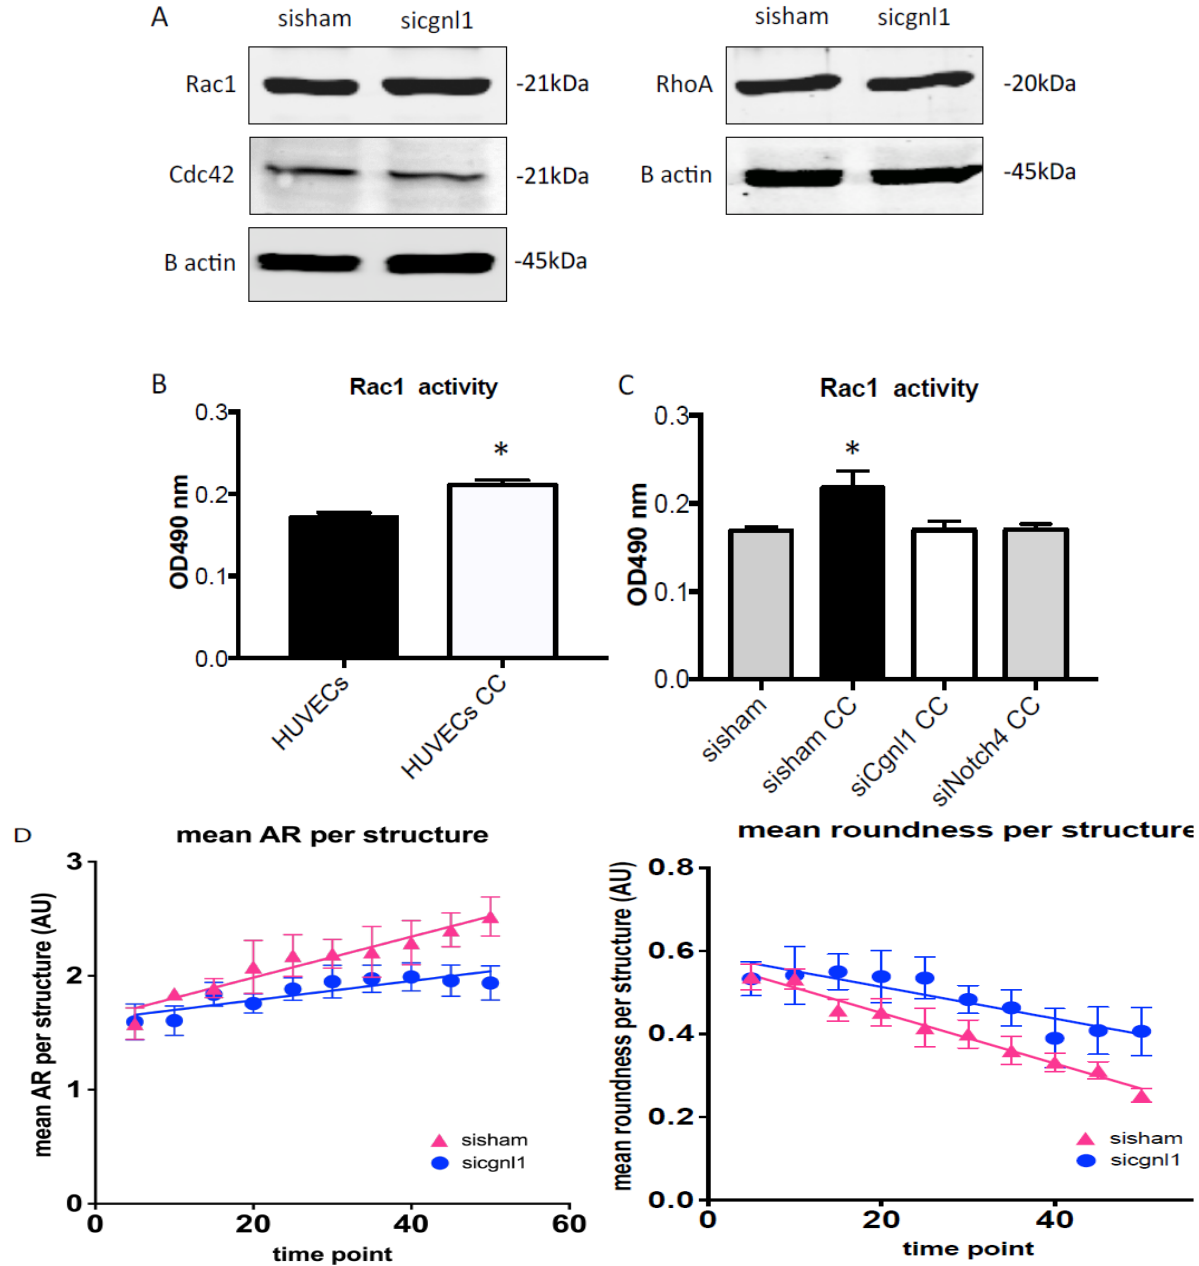 A
sisham sicgnl1
Rac1 -21kDa
Cdc42 -21kDa
B actin -45kDa
sisham sicgnl1
RhoA -20kDa
B actin -45kDa
B
Rac1 activity
OD490 nm
0.3
0.2
0.1
0.0
HUVECs
HUVECs CC
C
Rac1 activity
OD490 nm
0.3
0.2
0.1
0.0
*
*
sisham
sisham CC
siCgnl1 CC
siNotch4 CC
D
mean AR per structure
mean AR per structure (AU)
3
2
1
0
0 20 40 60
time point
sisham
sicgnl1
mean roundness per structure
mean roundness per structure (AU)
0.8
0.6
0.4
0.2
0.0
0 20 40
time point
sisham
sicgnl1